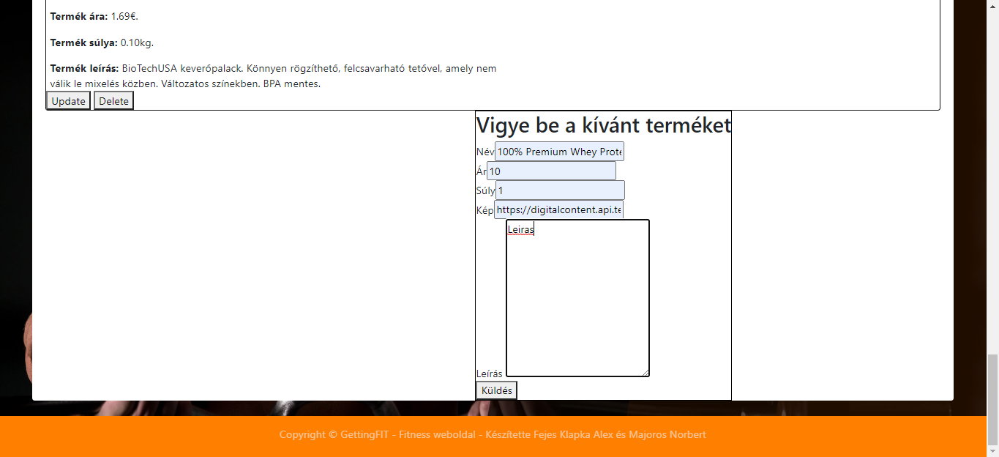 Termék ára: 1.69€.
Termék súlya: 0.10kg.
Termék leírás: BioTechUSA keverőpalack. Könnyen rögzíthető, felcsavarható tetővel, amely nem
válik le mixelés közben. Változatos színekben. BPA mentes.
Update Delete
Vigye be a kívánt terméket
Név 100% Premium Whey Prote
Ár 10
Súly 1
Kép https://digitalcontent.api.te
Leiras
Leírás
Küldés
Copyright © GettingFIT - Fitness weboldal - Készítette Fejes Klapka Alex és Majoros Norbert